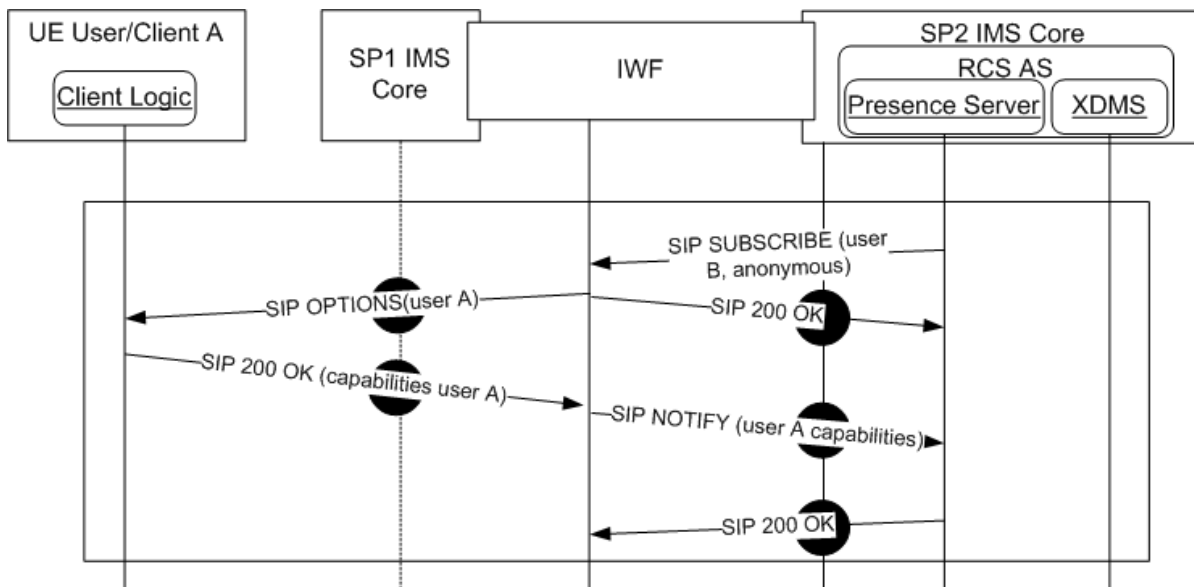 UE User/Client A
Client Logic
SP1 IMS
Core
IWF
SP2 IMS Core
RCS AS
Presence Server
XDMS
SIP SUBSCRIBE (user
B, anonymous)
SIP OPTIONS(user A)
SIP 200 OK
SIP 200 OK (capabilities user A)
SIP NOTIFY (user A capabilities)
SIP 200 OK